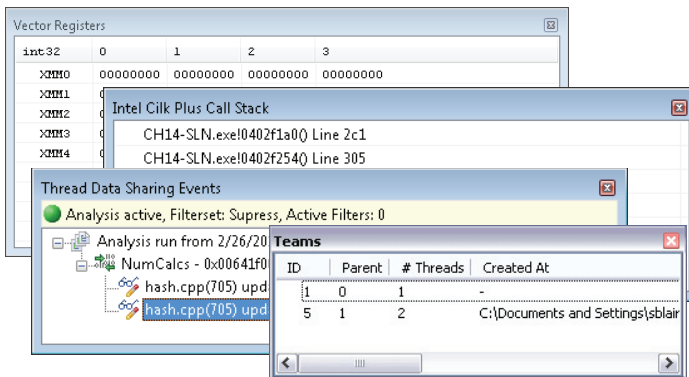 Vector Registers
int32 0 1 2 3
XMM0 00000000 00000000 00000000 00000000
XMM1
XMM2
XMM3
XMM4
Intel Cilk Plus Call Stack
CH14-SLN.exe!0402f1a0() Line 2c1
CH14-SLN.exe!0402f254() Line 305
Thread Data Sharing Events
Analysis active, Filterset: Supress, Active Filters: 0
Analysis run from 2/26/20
NumCalcs - 0x00641f0
hash.cpp(705) upd
hash.cpp(705) upd
Teams
ID Parent # Threads Created At
1 0 1 -
5 1 2 C:\Documents and Settings\sblair